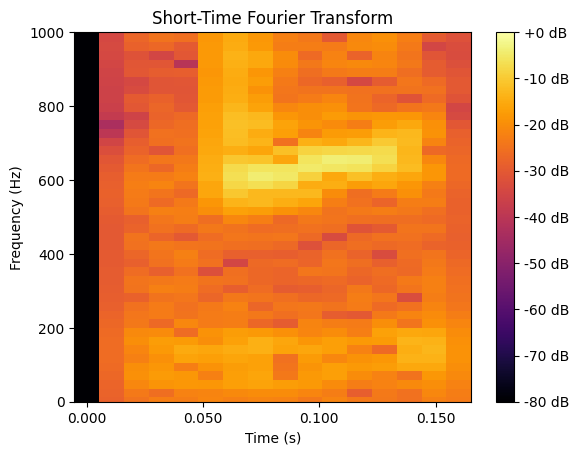 Short-Time Fourier Transform
1000
800
600
400
200
0
Frequency (Hz)
0.000
0.050
0.100
0.150
Time (s)
+0 dB
-10 dB
-20 dB
-30 dB
-40 dB
-50 dB
-60 dB
-70 dB
-80 dB